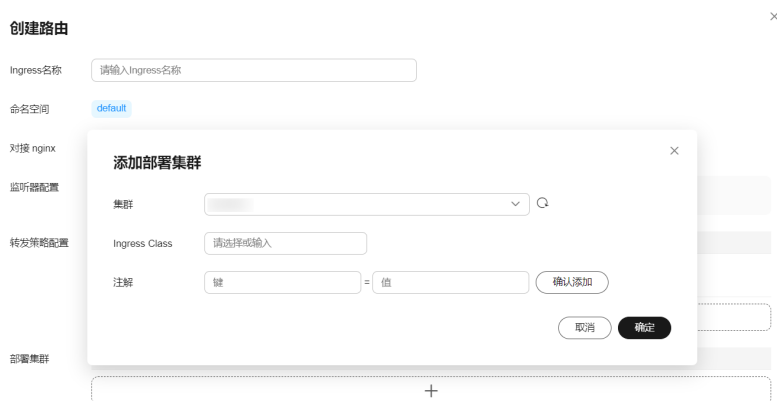 创建路由
Ingress名称 请输入Ingress名称
命名空间 default
对接 nginx
添加部署集群
监听器配置
集群
转发策略配置 Ingress Class 请选择或输入
注解 键 = 值 确认添加
取消 确定
部署集群